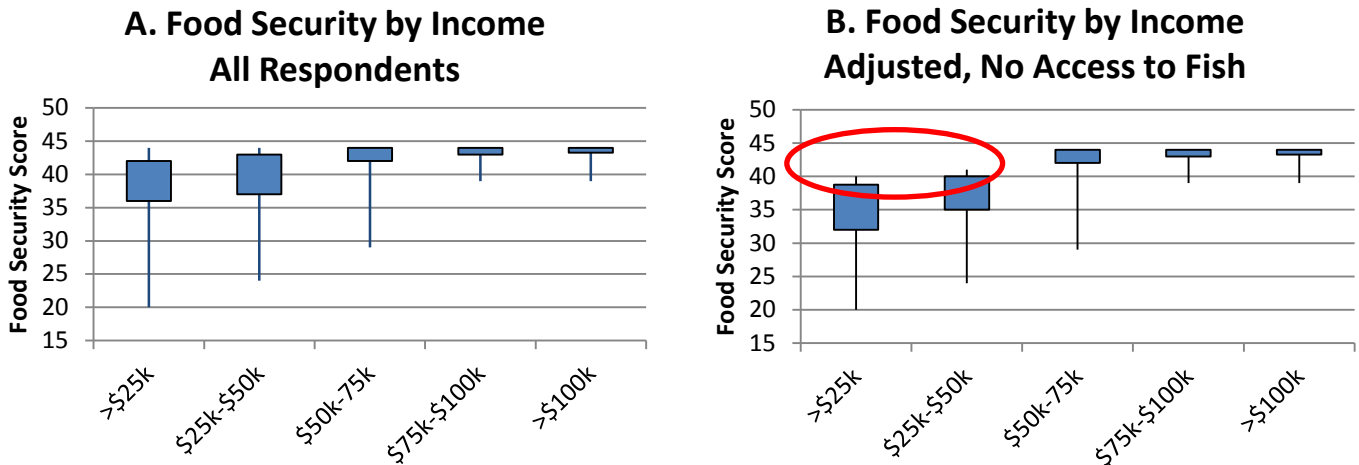 A. Food Security by Income
All Respondents
Food Security Score
50
45
40
35
30
25
20
15
>$25k
$25k-$50k
$50k-75k
$75k-$100k
>$100k
B. Food Security by Income
Adjusted, No Access to Fish
Food Security Score
50
45
40
35
30
25
20
15
>$25k
$25k-$50k
$50k-75k
$75k-$100k
>$100k